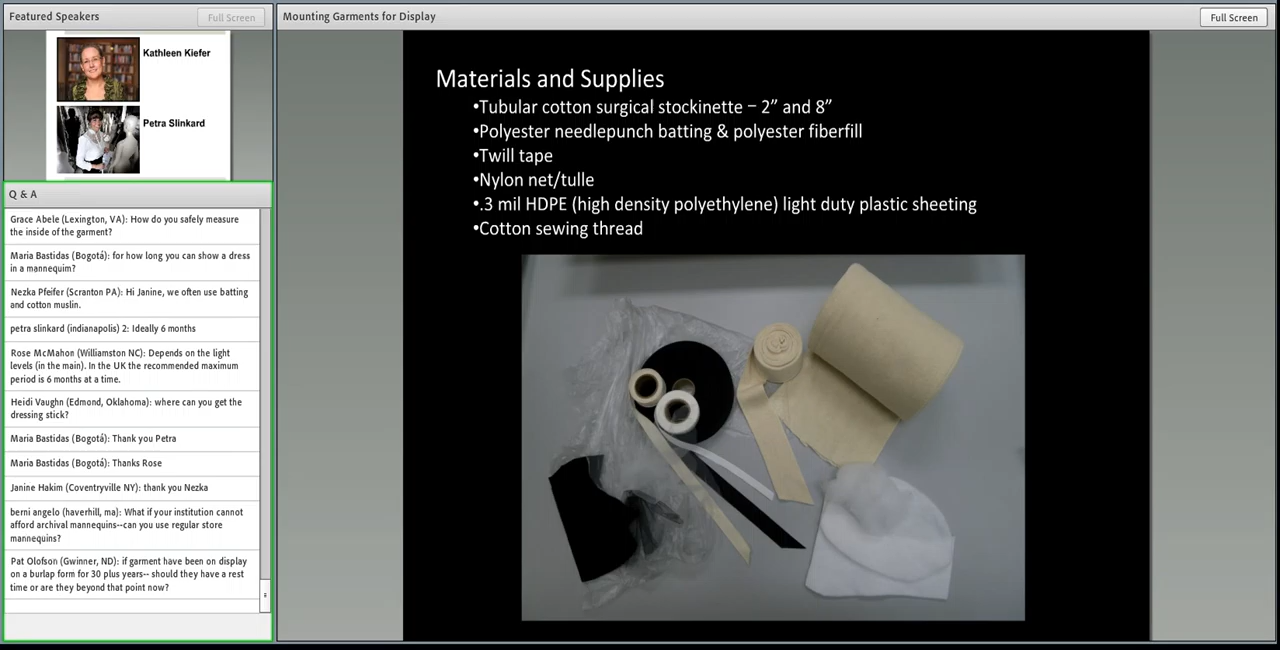 Featured Speakers
Full Screen
Kathleen Kiefer
Petra Slinkard
Q & A
Grace Abele (Lexington, VA): How do you safely measure
the inside of the garment?
Maria Bastidas (Bogotá): for how long you can show a dress
in a mannequim?
Nezka Pfeifer (Scranton PA): Hi Janine, we often use batting
and cotton muslin.
petra slinkard (indianapolis) 2: Ideally 6 months
Rose McMahon (Williamston NC): Depends on the light
levels (in the main). In the UK the recommended maximum
period is 6 months at a time.
Heidi Vaughn (Edmond, Oklahoma): where can you get the
dressing stick?
Maria Bastidas (Bogotá): Thank you Petra
Maria Bastidas (Bogotá): Thanks Rose
Janine Hakim (Coventryville NY): thank you Nezka
berni angelo (haverhill, ma): What if your institution cannot
afford archival mannequins--can you use regular store
mannequins?
Pat Olofson (Gwinner, ND): if garment have been on display
on a burlap form for 30 plus years-- should they have a rest
time or are they beyond that point now?
Mounting Garments for Display
Full Screen
Materials and Supplies
•Tubular cotton surgical stockinette – 2” and 8”
•Polyester needlepunch batting & polyester fiberfill
•Twill tape
•Nylon net/tulle
•.3 mil HDPE (high density polyethylene) light duty plastic sheeting
•Cotton sewing thread